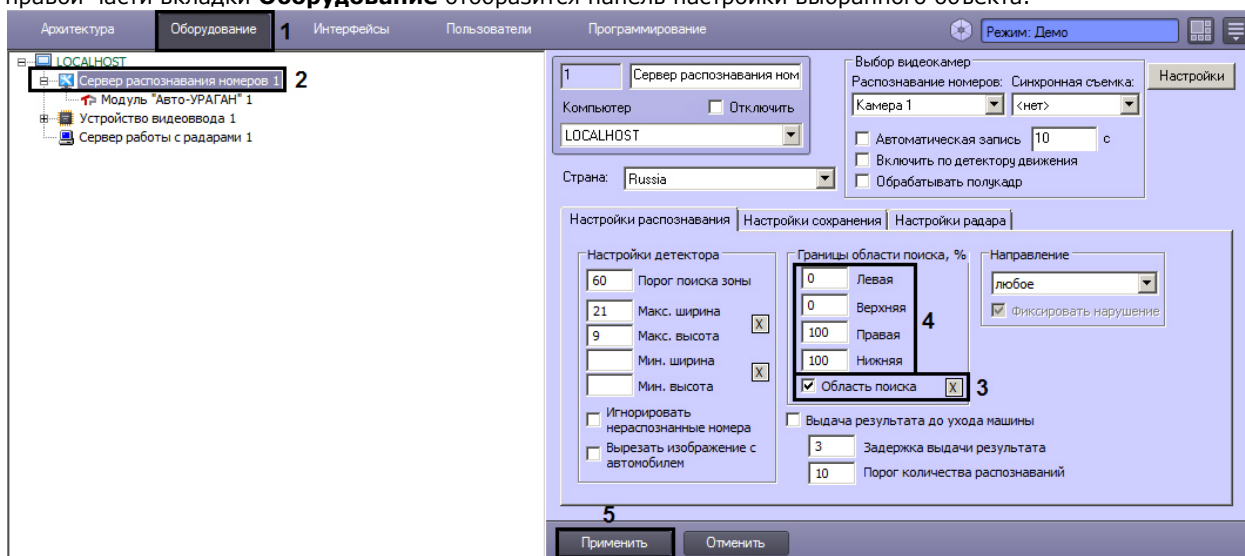 правой части вкладки Оборудование отобразится панель настройки выбранного объекта.
Архитектура Оборудование 1 Интерфейсы Пользователи Программирование Режим: Демо
LOCALHOST
Сервер распознавания номеров 1 2
Модуль "Авто-УРАГАН" 1
Устройство видеоввода 1
Сервер работы с радарами 1
1 Сервер распознавания ном
Компьютер Отключить
LOCALHOST
Страна: Russia
Выбор видеокамер
Распознавание номеров: Синхронная съемка:
Камера 1 <нет>
Автоматическая запись 10 с
Включить по детектору движения
Обрабатывать полукадр
Настройки
Настройки распознавания Настройки сохранения Настройки радара
Настройки детектора
60 Порог поиска зоны
21 Макс. ширина
9 Макс. высота
X
Мин. ширина
Мин. высота
X
Игнорировать
нераспознанные номера
Вырезать изображение с
автомобилем
Границы области поиска, %
0 Левая
0 Верхняя
100 Правая
100 Нижняя
4
Область поиска X 3
Направление
любое
Фиксировать нарушение
Выдача результата до ухода машины
3 Задержка выдачи результата
10 Порог количества распознаваний
5
Применить Отменить